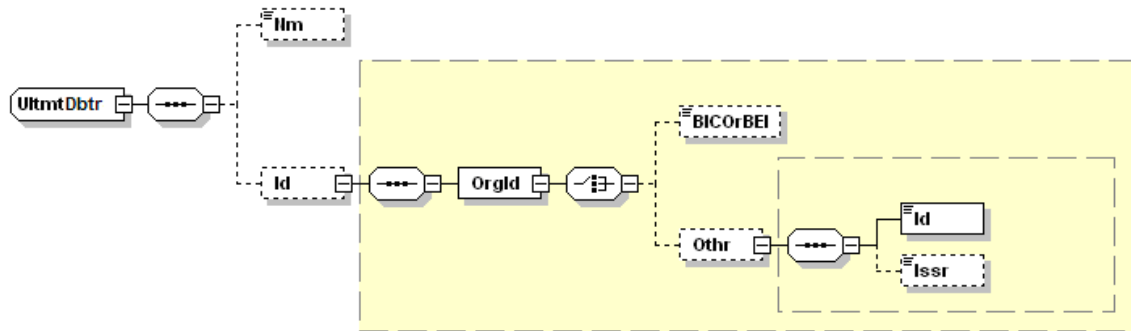 Nm
UltmtDbtr
BICOrBEI
Id
OrgId
Id
Othr
Issr